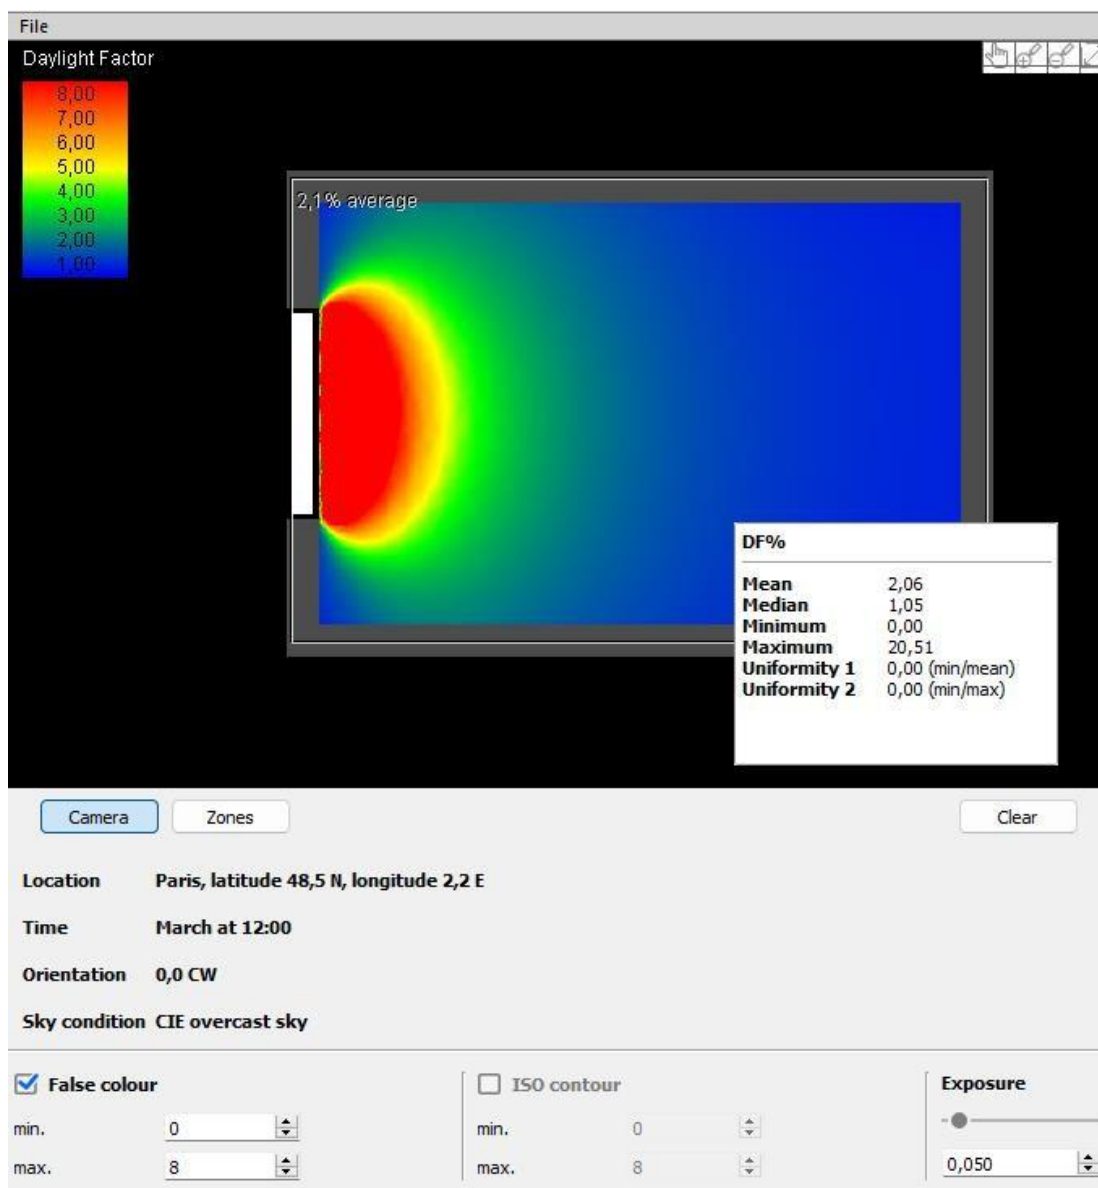 File
Daylight Factor
8,00
7,00
6,00
5,00
4,00
3,00
2,00
1,00
2,1% average
DF%
Mean 2,06
Median 1,05
Minimum 0,00
Maximum 20,51
Uniformity 1 0,00 (min/mean)
Uniformity 2 0,00 (min/max)
Camera Zones Clear
Location Paris, latitude 48,5 N, longitude 2,2 E
Time March at 12:00
Orientation 0,0 CW
Sky condition CIE overcast sky
False colour ISO contour Exposure
min. 0 min. 0
max. 8 max. 8 0,050